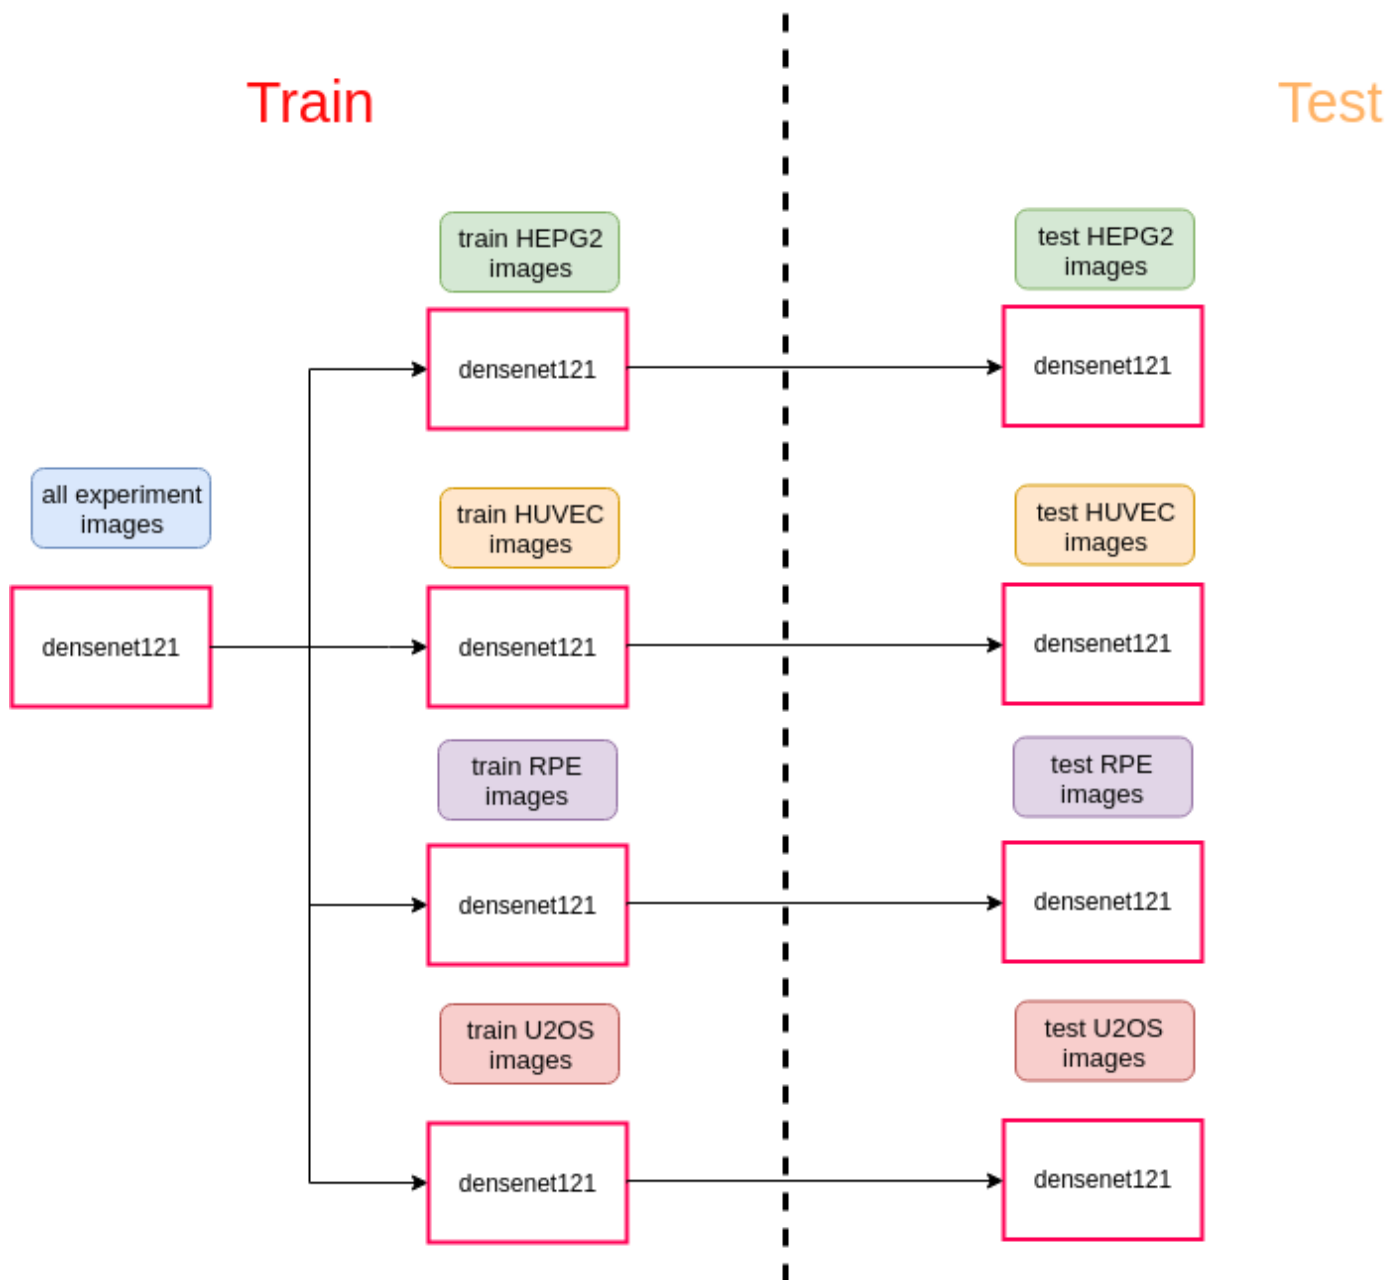 Train
Test
train HEPG2
images
test HEPG2
images
densenet121
densenet121
all experiment
images
train HUVEC
images
test HUVEC
images
densenet121
densenet121
densenet121
train RPE
images
test RPE
images
densenet121
densenet121
train U2OS
images
test U2OS
images
densenet121
densenet121